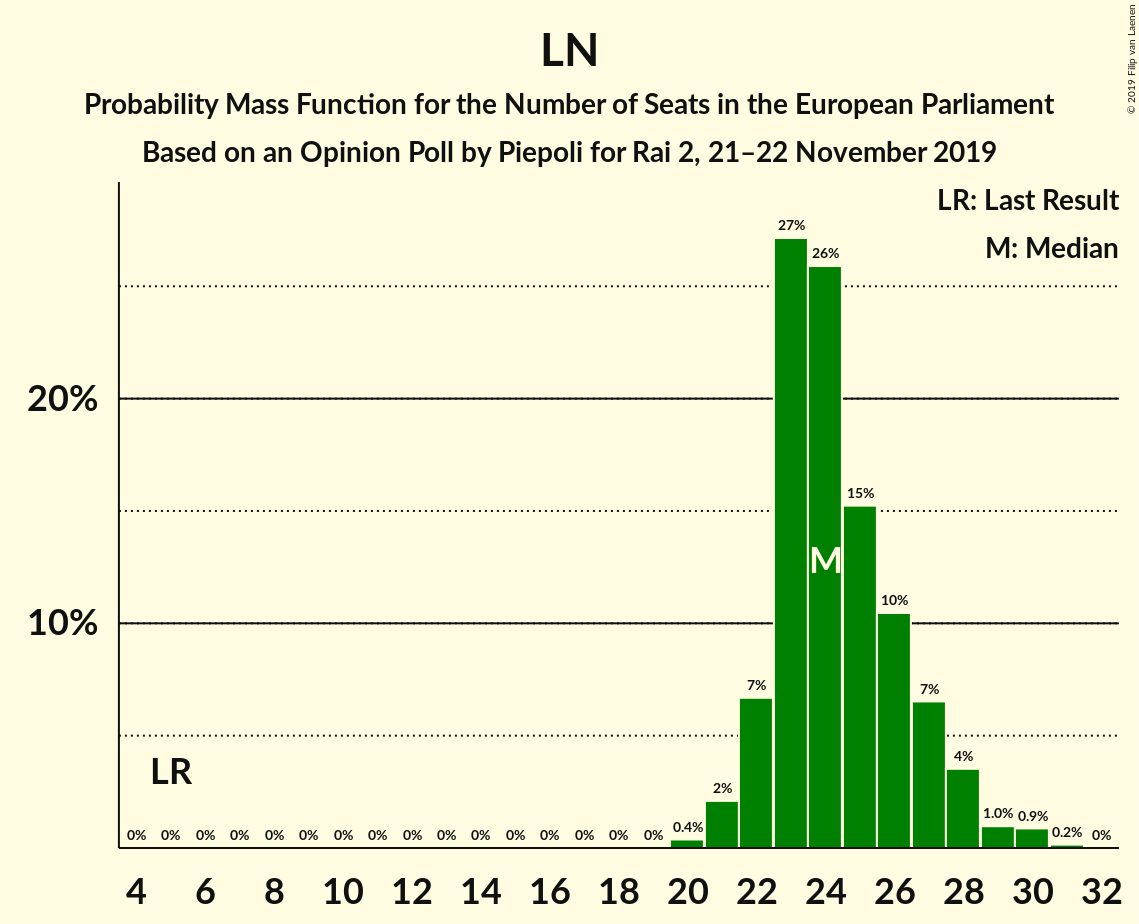 LN
Probability Mass Function for the Number of Seats in the European Parliament
Based on an Opinion Poll by Piepoli for Rai 2, 21–22 November 2019
© 2019 Filip van Laenen
LR: Last Result
M: Median
27%
26%
20%
15%
M
10%
10%
7%
7%
4%
LR
2%
0% 0% 0% 0% 0% 0% 0% 0% 0% 0% 0% 0% 0% 0% 0% 0% 0.4% 1.0% 0.9% 0.2% 0%
4 6 8 10 12 14 16 18 20 22 24 26 28 30 32